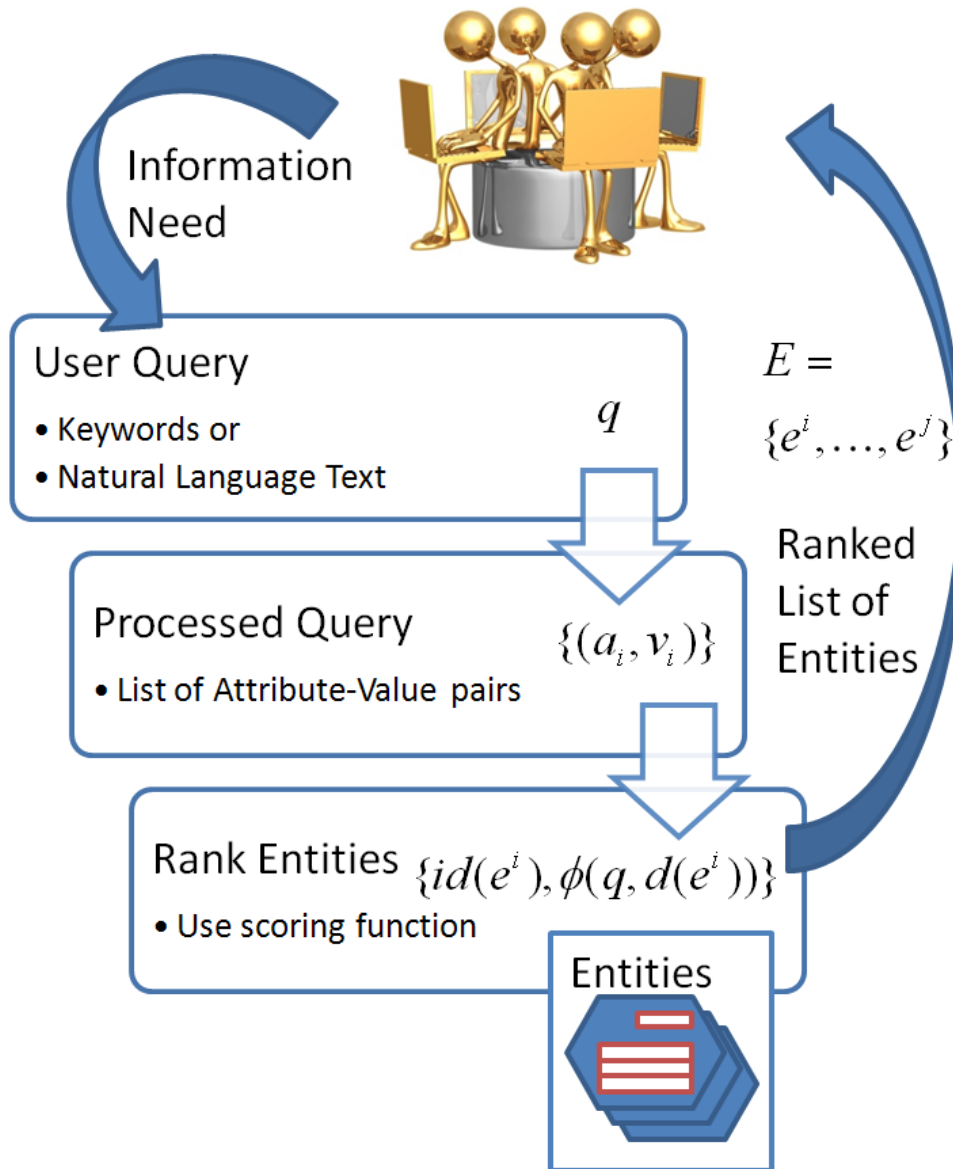 Information
Need
User Query
• Keywords or
• Natural Language Text
q
E =
{e^i,…, e^j}
Processed Query
• List of Attribute-Value pairs
{(a_i, v_i)}
Ranked
List of
Entities
Rank Entities
• Use scoring function
{id(e^i), ϕ(q, d(e^i))}
Entities